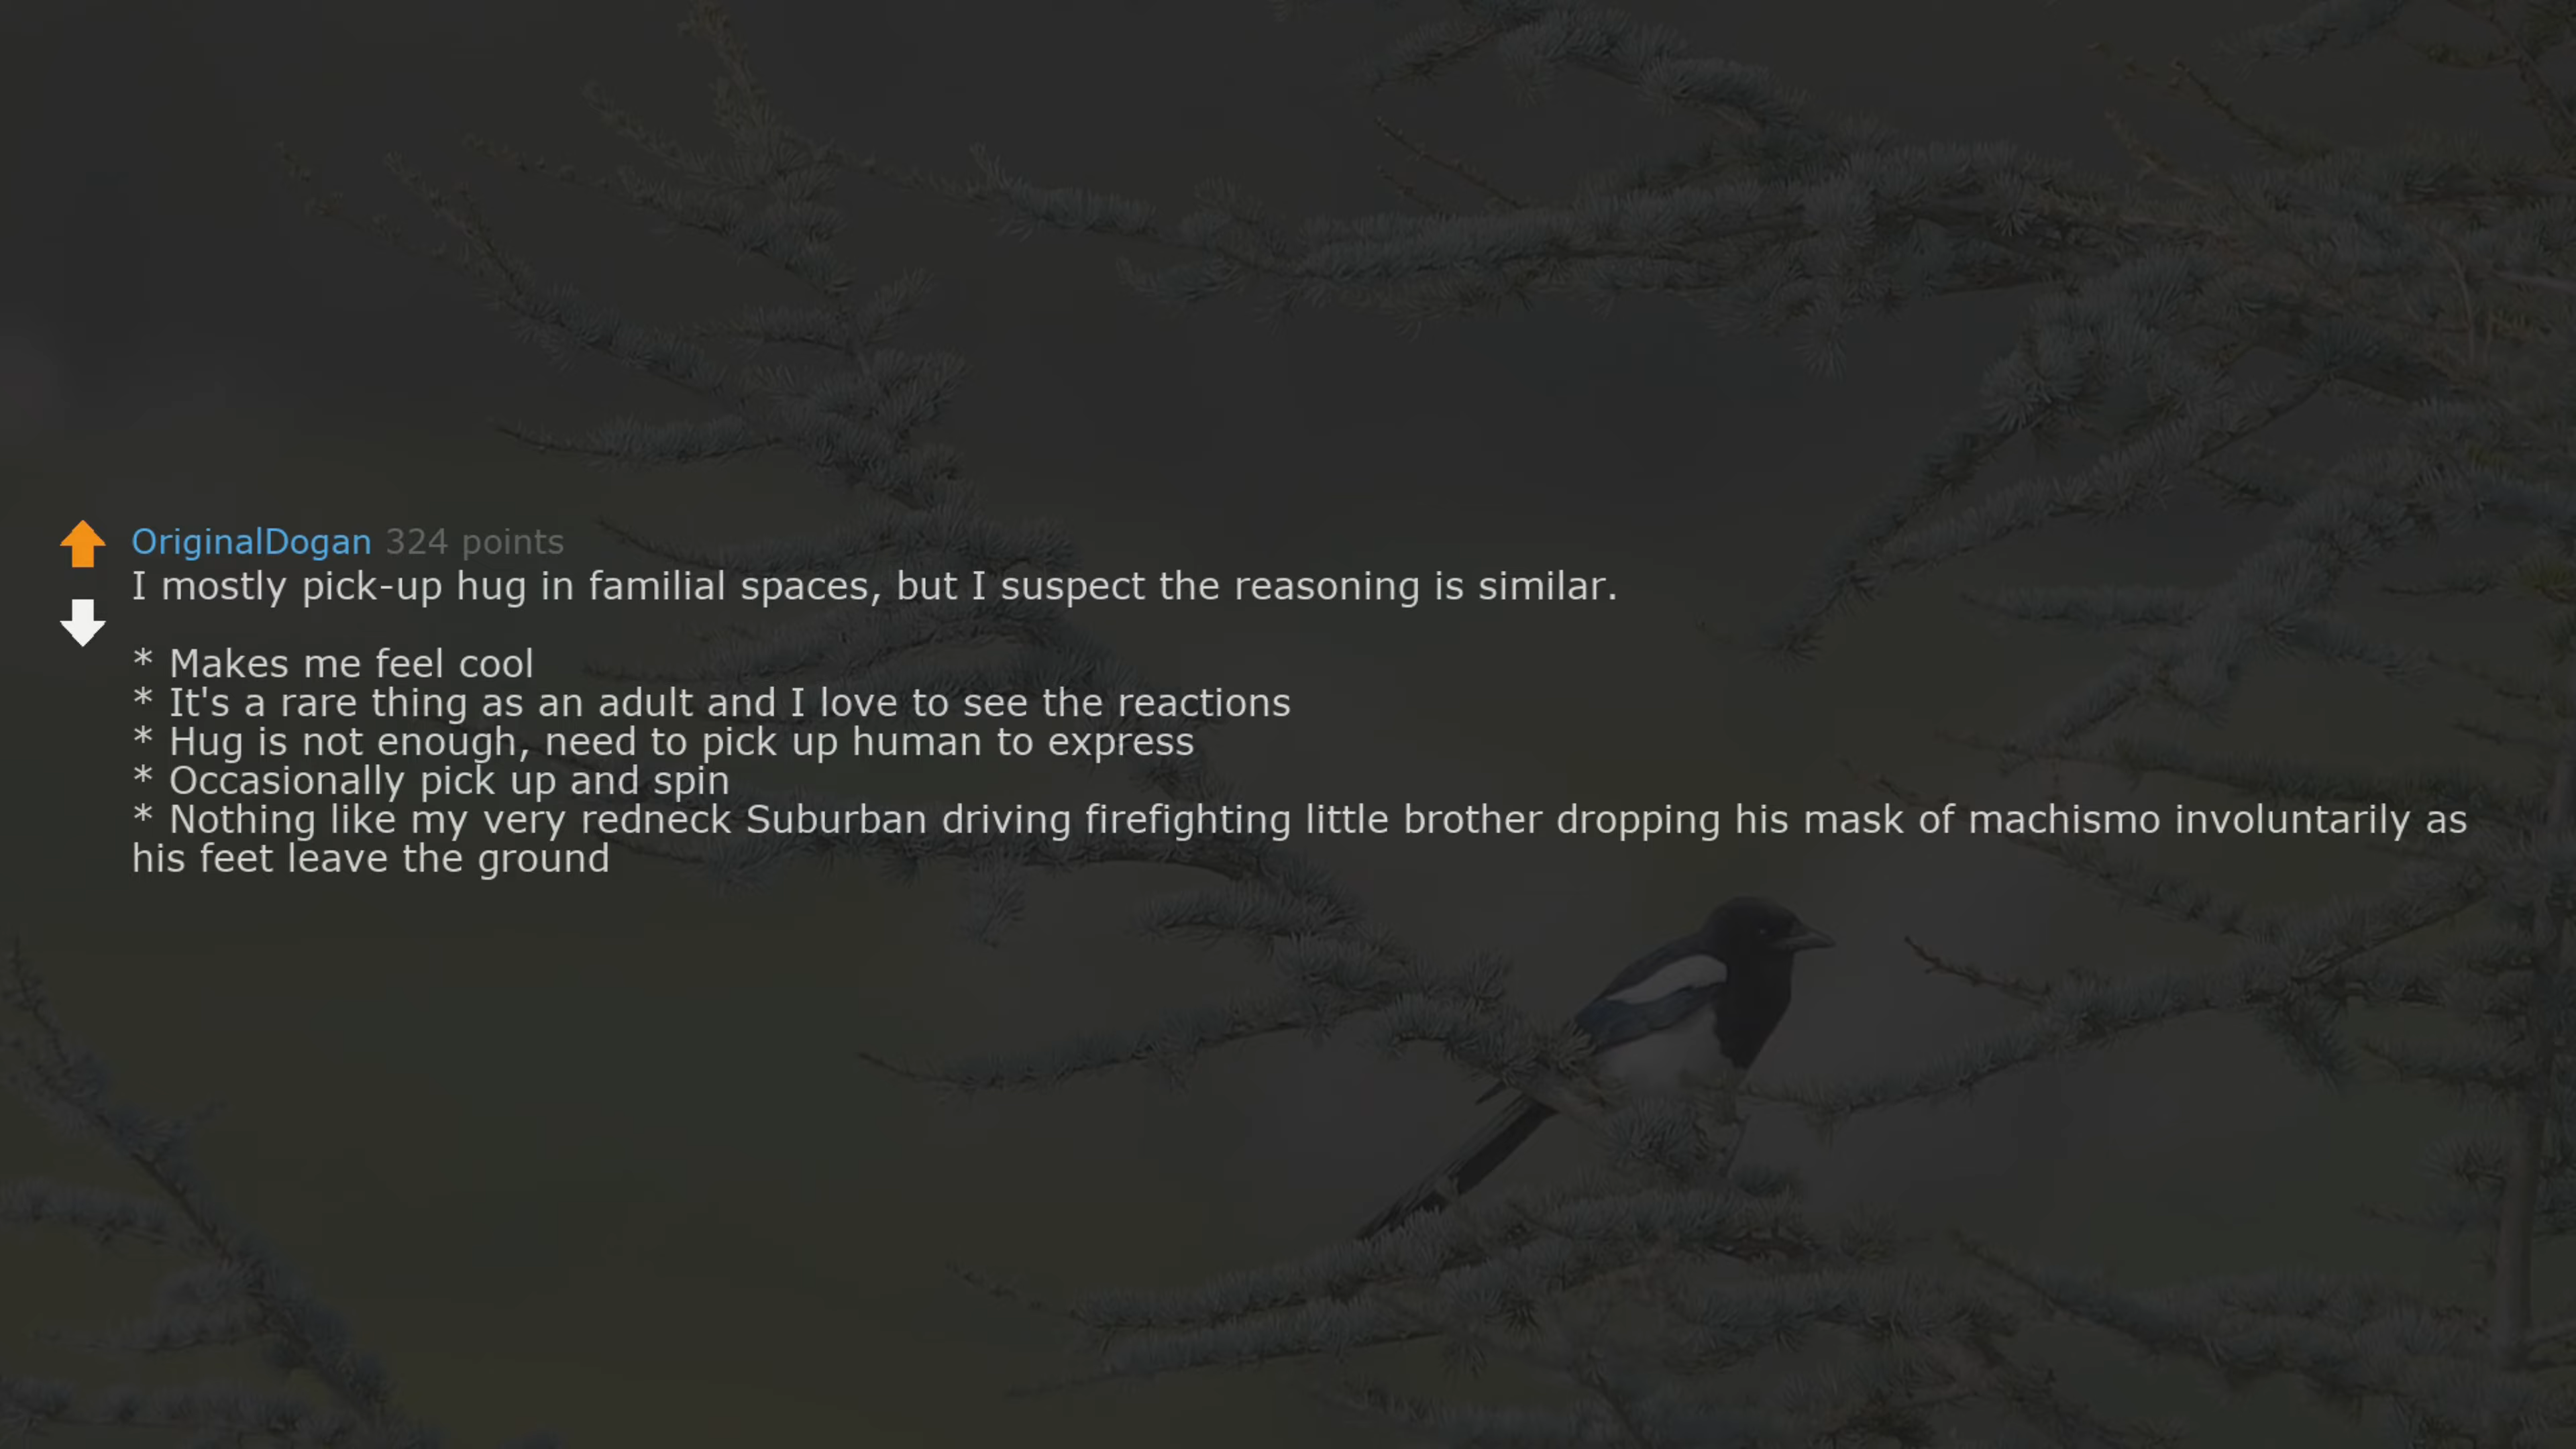 OriginalDogan 324 points
I mostly pick-up hug in familial spaces, but I suspect the reasoning is similar.
* Makes me feel cool
* It's a rare thing as an adult and I love to see the reactions
* Hug is not enough, need to pick up human to express
* Occasionally pick up and spin
* Nothing like my very redneck Suburban driving firefighting little brother dropping his mask of machismo involuntarily as
his feet leave the ground